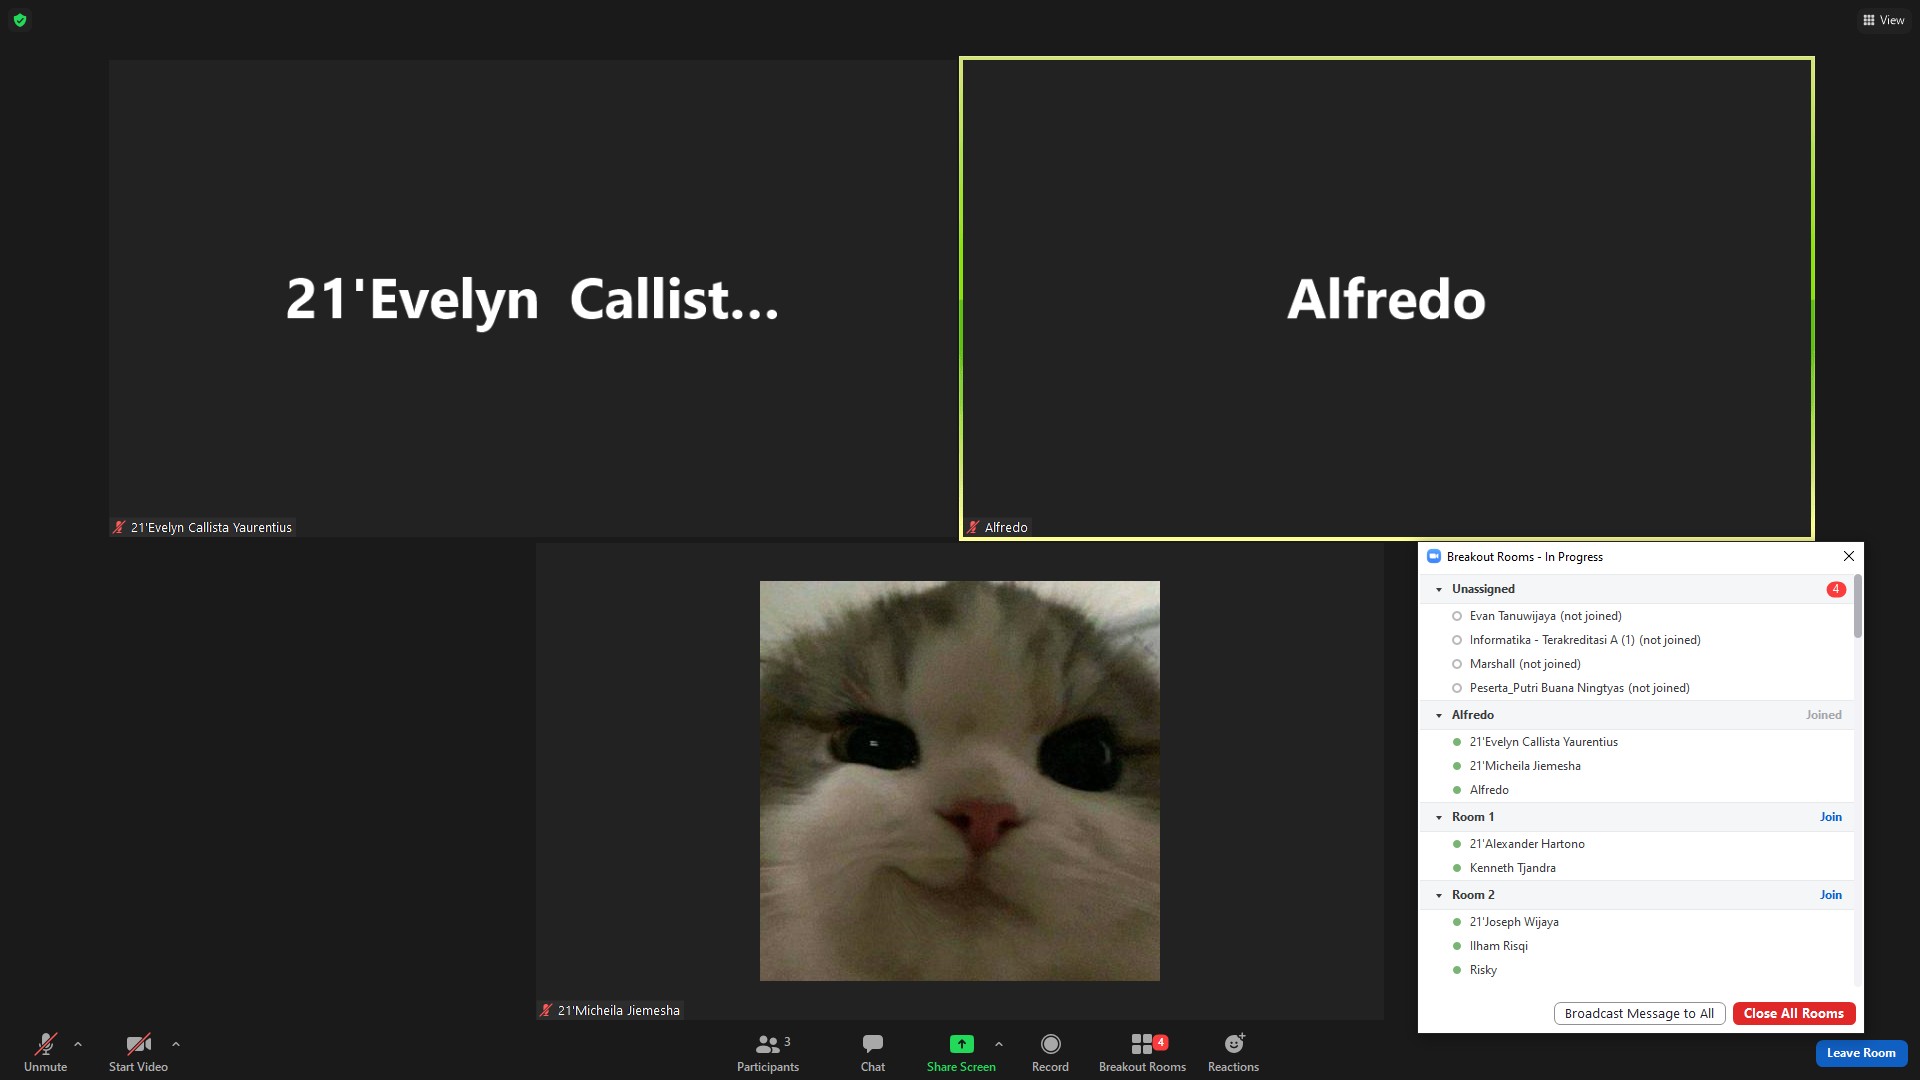 View
21'Evelyn Callist...
Alfredo
21'Evelyn Callista Yaurentius
Alfredo
21'Micheila Jiemesha
Breakout Rooms - In Progress
Unassigned 4
Evan Tanuwijaya (not joined)
Informatika - Terakreditasi A (1) (not joined)
Marshall (not joined)
Peserta_Putri Buana Ningtyas (not joined)
Alfredo Joined
21'Evelyn Callista Yaurentius
21'Micheila Jiemesha
Alfredo
Room 1 Join
21'Alexander Hartono
Kenneth Tjandra
Room 2 Join
21'Joseph Wijaya
Ilham Risqi
Risky
Broadcast Message to All Close All Rooms
3 4
Unmute Start Video Participants Chat Share Screen Record Breakout Rooms Reactions Leave Room